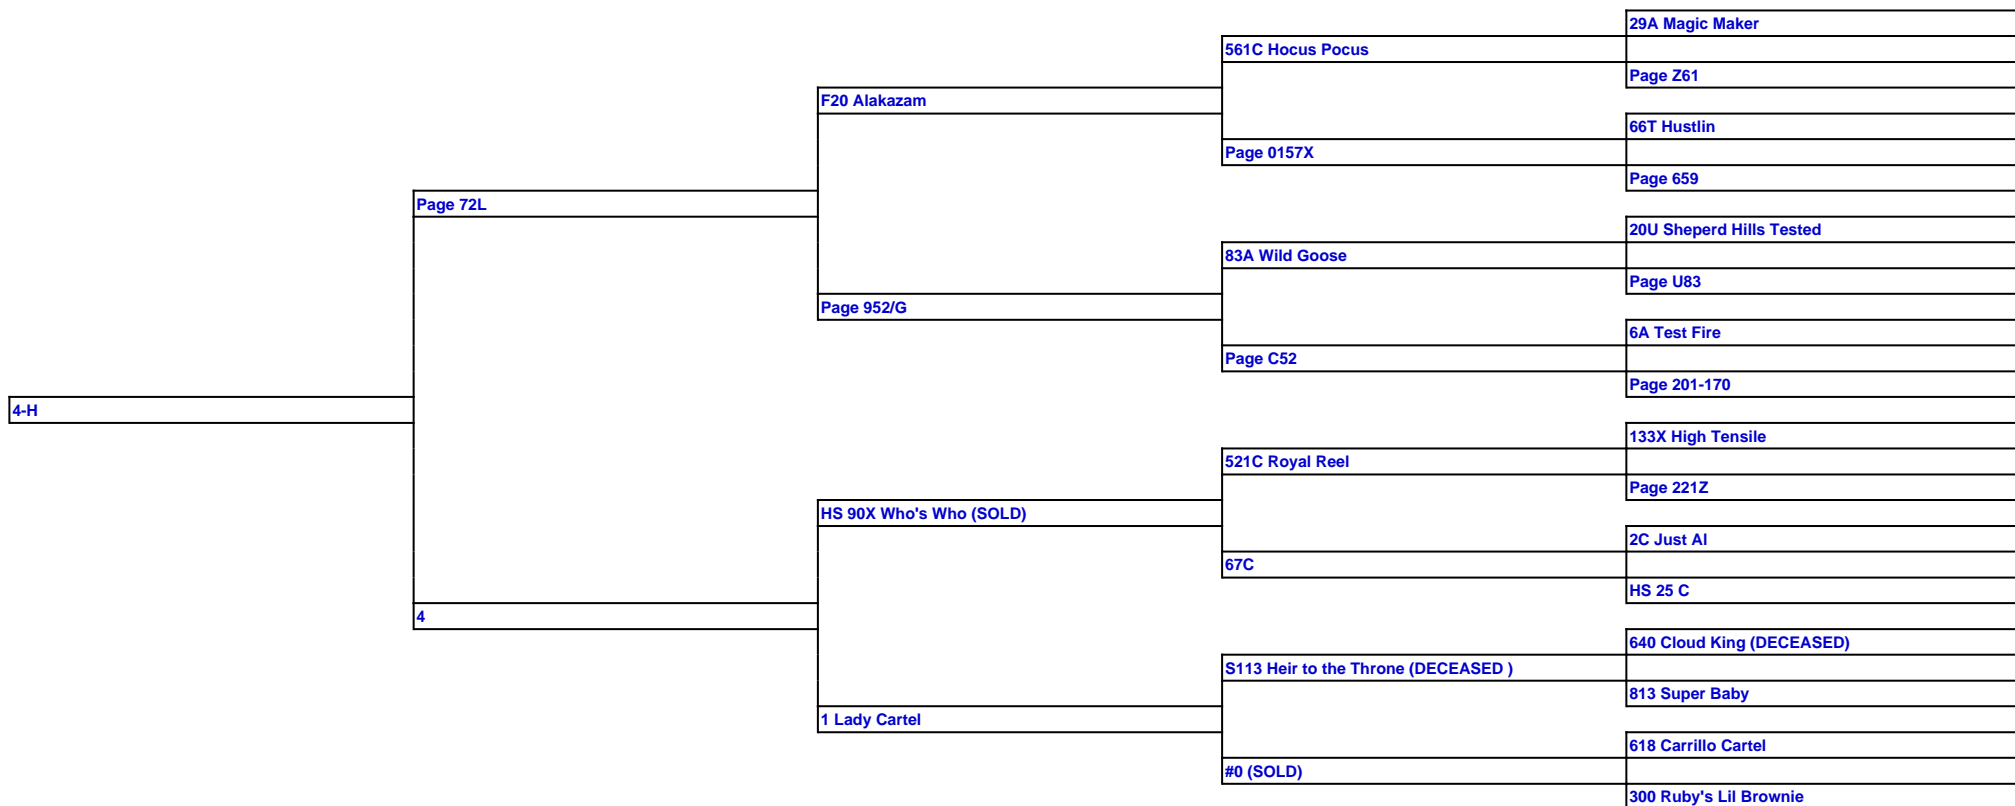 29A Magic Maker
561C Hocus Pocus
Page Z61
F20 Alakazam
66T Hustlin
Page 0157X
Page 659
Page 72L
20U Sheperd Hills Tested
83A Wild Goose
Page U83
Page 952/G
6A Test Fire
Page C52
Page 201-170
4-H
133X High Tensile
521C Royal Reel
Page 221Z
HS 90X Who's Who (SOLD)
2C Just Al
67C
HS 25 C
4
640 Cloud King (DECEASED)
S113 Heir to the Throne (DECEASED )
813 Super Baby
1 Lady Cartel
618 Carrillo Cartel
#0 (SOLD)
300 Ruby's Lil Brownie